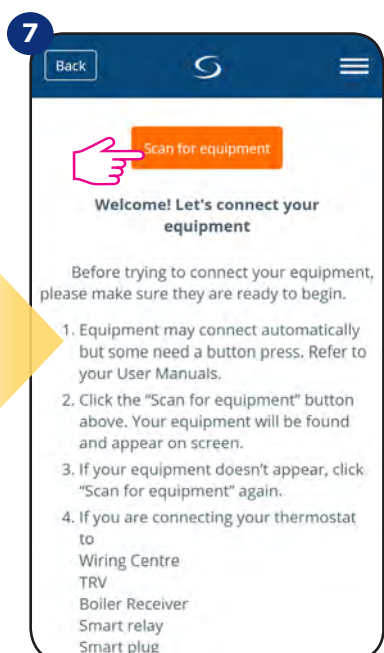 7
Back
Scan for equipment
Welcome! Let's connect your
equipment
Before trying to connect your equipment,
please make sure they are ready to begin.
1. Equipment may connect automatically
but some need a button press. Refer to
your User Manuals.
2. Click the “Scan for equipment” button
above. Your equipment will be found
and appear on screen.
3. If your equipment doesn't appear, click
“Scan for equipment” again.
4. If you are connecting your thermostat
to
Wiring Centre
TRV
Boiler Receiver
Smart relay
Smart plug